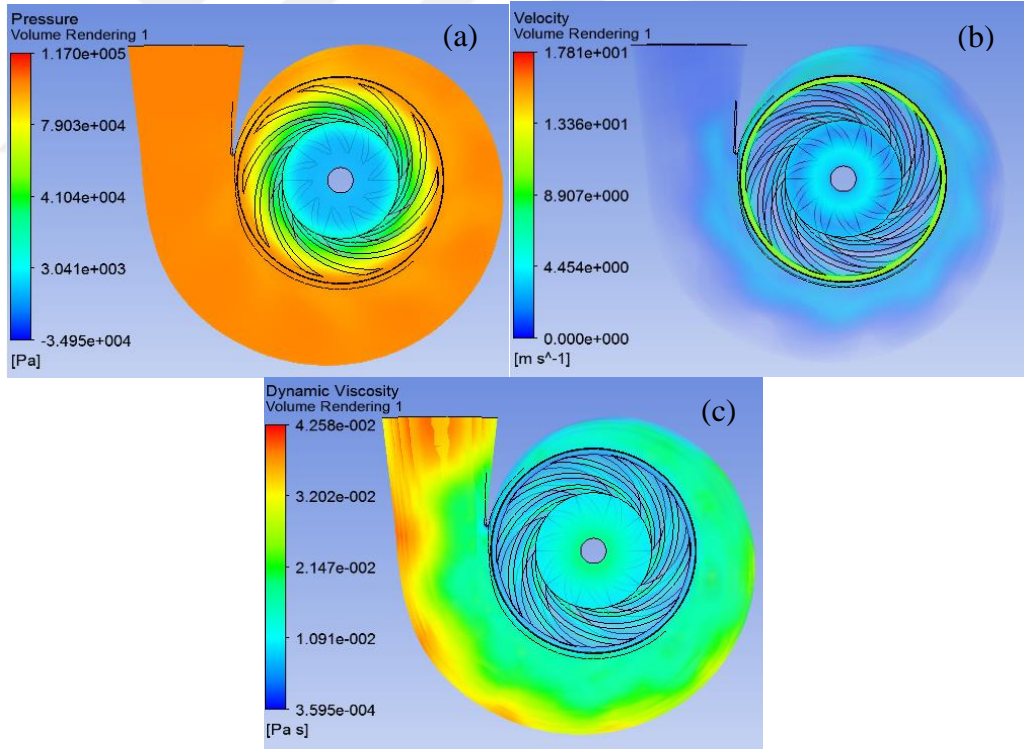 Pressure
Volume Rendering 1
(a)
1.170e+005
7.903e+004
4.104e+004
3.041e+003
-3.495e+004
[Pa]
Velocity
Volume Rendering 1
(b)
1.781e+001
1.336e+001
8.907e+000
4.454e+000
0.000e+000
[m s^-1]
Dynamic Viscosity
Volume Rendering 1
(c)
4.258e-002
3.202e-002
2.147e-002
1.091e-002
3.595e-004
[Pa s]